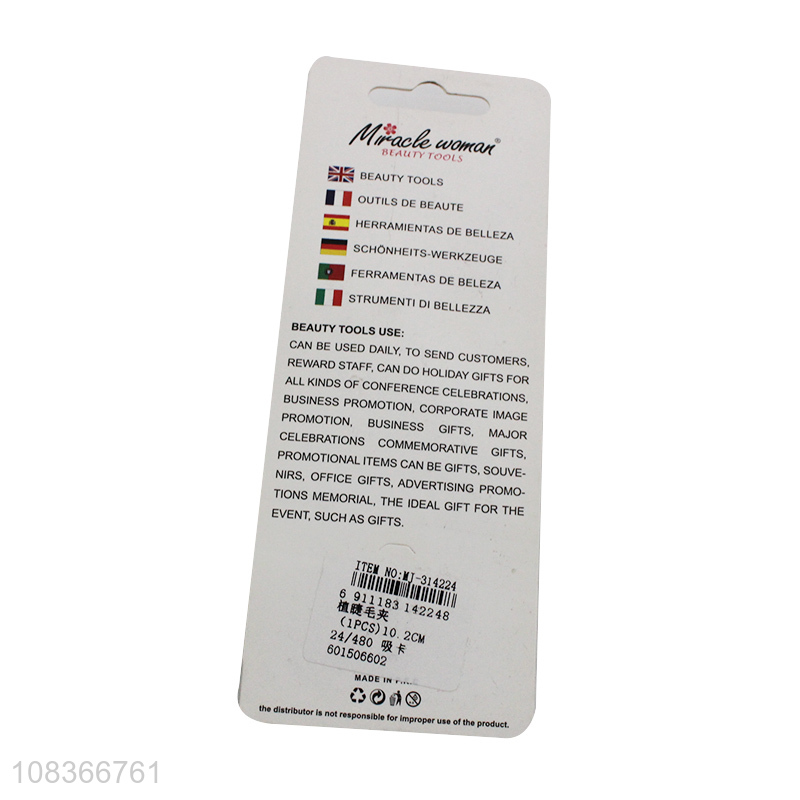 Miracle woman®
BEAUTY TOOLS
BEAUTY TOOLS
OUTILS DE BEAUTE
HERRAMIENTAS DE BELLEZA
SCHÖNHEITS-WERKZEUGE
FERRAMENTAS DE BELEZA
STRUMENTI DI BELLEZZA
BEAUTY TOOLS USE:
CAN BE USED DAILY, TO SEND CUSTOMERS,
REWARD STAFF, CAN DO HOLIDAY GIFTS FOR
ALL KINDS OF CONFERENCE CELEBRATIONS,
BUSINESS PROMOTION, CORPORATE IMAGE
PROMOTION, BUSINESS GIFTS, MAJOR
CELEBRATIONS COMMEMORATIVE GIFTS,
PROMOTIONAL ITEMS CAN BE GIFTS, SOUVE-
NIRS, OFFICE GIFTS, ADVERTISING PROMO-
TIONS MEMORIAL, THE IDEAL GIFT FOR THE
EVENT, SUCH AS GIFTS.
ITEM NO:MJ-314224
6 911183 142248
植睫毛夹
(1PCS)10.2CM
24/480 吸卡
601506602
MADE IN
the distributor is not responsible for improper use of the product.
108366761